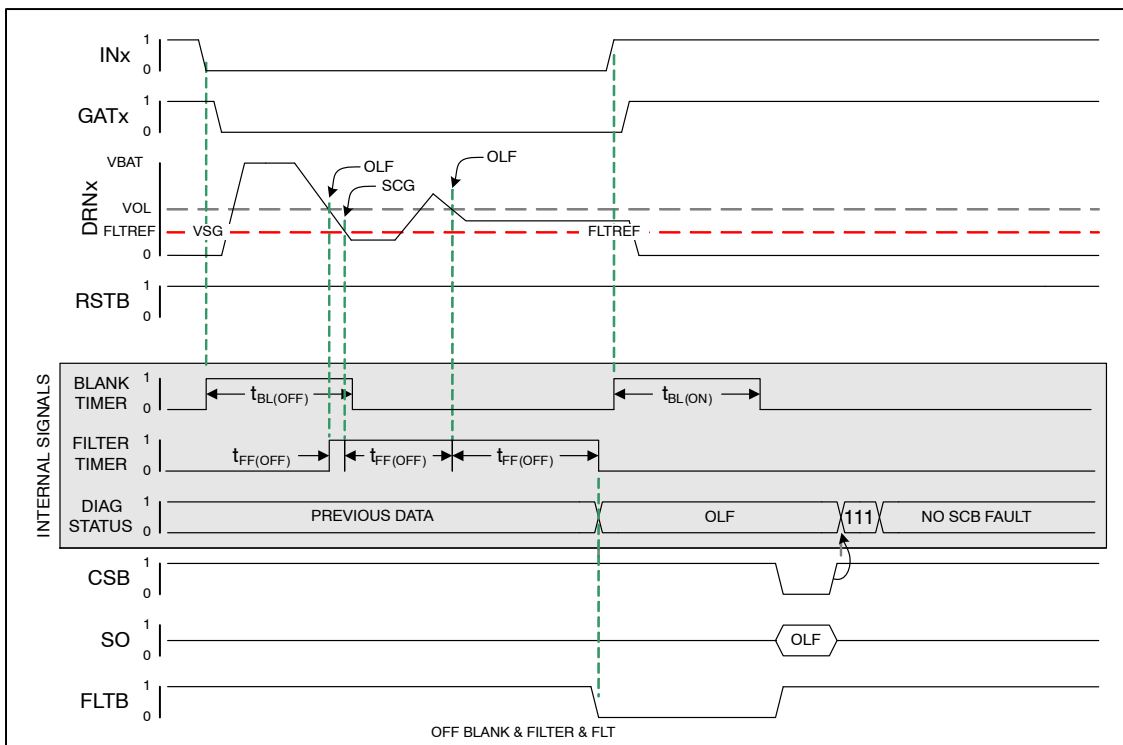 INx
1
0
GATx
1
0
DRNx
VBAT
VOL
FLTREF
VSG
OLF
SCG
OLF
FLTREF
RSTB
1
0
INTERNAL SIGNALS
BLANK
TIMER
1
0
tBL(OFF)
tBL(ON)
FILTER
TIMER
1
0
tFF(OFF)
tFF(OFF)
tFF(OFF)
DIAG
STATUS
1
0
PREVIOUS DATA
OLF
111
NO SCB FAULT
CSB
1
0
SO
1
0
OLF
FLTB
1
0
OFF BLANK & FILTER & FLT